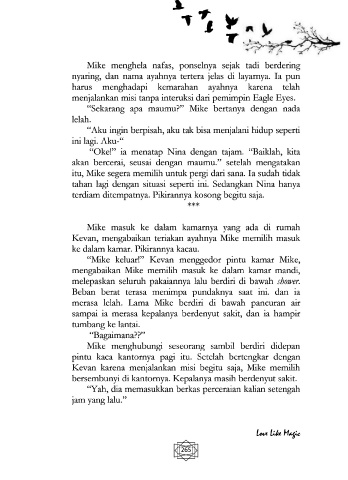 Mike menghela nafas, ponselnya sejak tadi berdering
nyaring, dan nama ayahnya tertera jelas di layarnya. Ia pun
harus menghadapi kemarahan ayahnya karena telah
menjalankan misi tanpa interuksi dari pemimpin Eagle Eyes.
“Sekarang apa maumu?” Mike bertanya dengan nada
lelah.
“Aku ingin berpisah, aku tak bisa menjalani hidup seperti
ini lagi. Aku-“
“Oke!” ia menatap Nina dengan tajam. “Baiklah, kita
akan bercerai, seusai dengan maumu.” setelah mengatakan
itu, Mike segera memilih untuk pergi dari sana. Ia sudah tidak
tahan lagi dengan situasi seperti ini. Sedangkan Nina hanya
terdiam ditempatnya. Pikirannya kosong begitu saja.
***
Mike masuk ke dalam kamarnya yang ada di rumah
Kevan, mengabaikan teriakan ayahnya Mike memilih masuk
ke dalam kamar. Pikirannya kacau.
“Mike keluar!” Kevan menggedor pintu kamar Mike,
mengabaikan Mike memilih masuk ke dalam kamar mandi,
melepaskan seluruh pakaiannya lalu berdiri di bawah shower.
Beban berat terasa menimpa pundaknya saat ini. dan ia
merasa lelah. Lama Mike berdiri di bawah pancuran air
sampai ia merasa kepalanya berdenyut sakit, dan ia hampir
tumbang ke lantai.
“Bagaimana??”
Mike menghubungi seseorang sambil berdiri didepan
pintu kaca kantornya pagi itu. Setelah bertengkar dengan
Kevan karena menjalankan misi begitu saja, Mike memilih
bersembunyi di kantornya. Kepalanya masih berdenyut sakit.
“Yah, dia memasukkan berkas perceraian kalian setengah
jam yang lalu.”
Love Like Magic
265